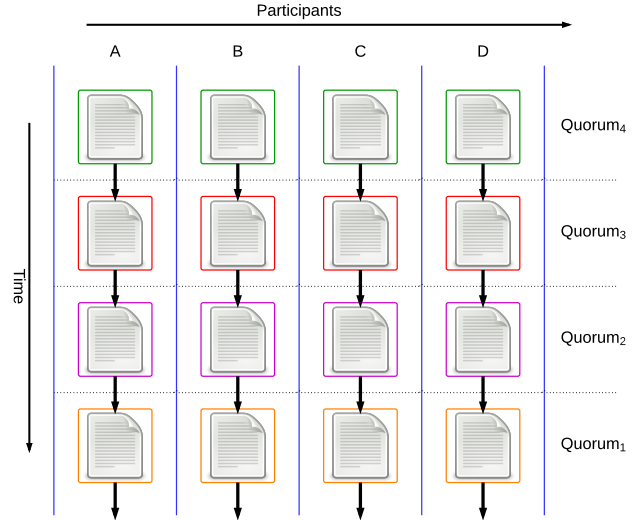 Participants
A B C D
Quorum₄
Quorum₃
Time
Quorum₂
Quorum₁